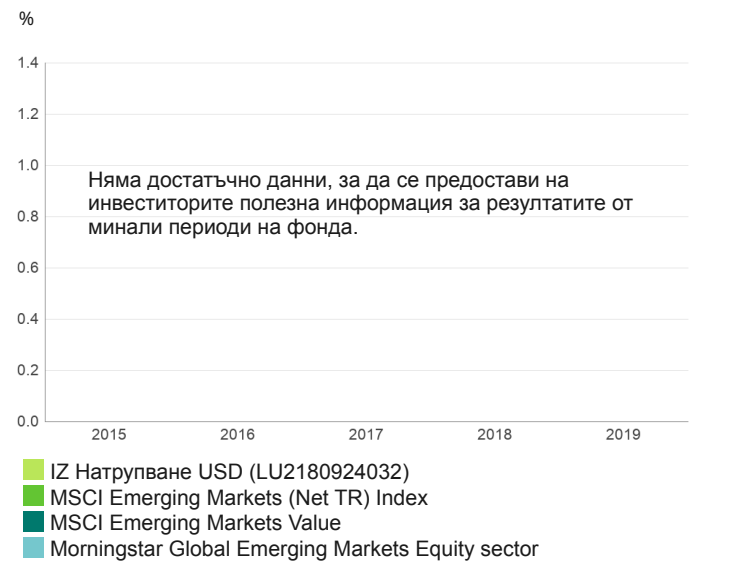 %
1.4
1.2
1.0
Няма достатъчно данни, за да се предостави на
инвеститорите полезна информация за резултатите от
минали периоди на фонда.
0.8
0.6
0.4
0.2
0.0
2015 2016 2017 2018 2019
IZ Натрупване USD (LU2180924032)
MSCI Emerging Markets (Net TR) Index
MSCI Emerging Markets Value
Morningstar Global Emerging Markets Equity sector